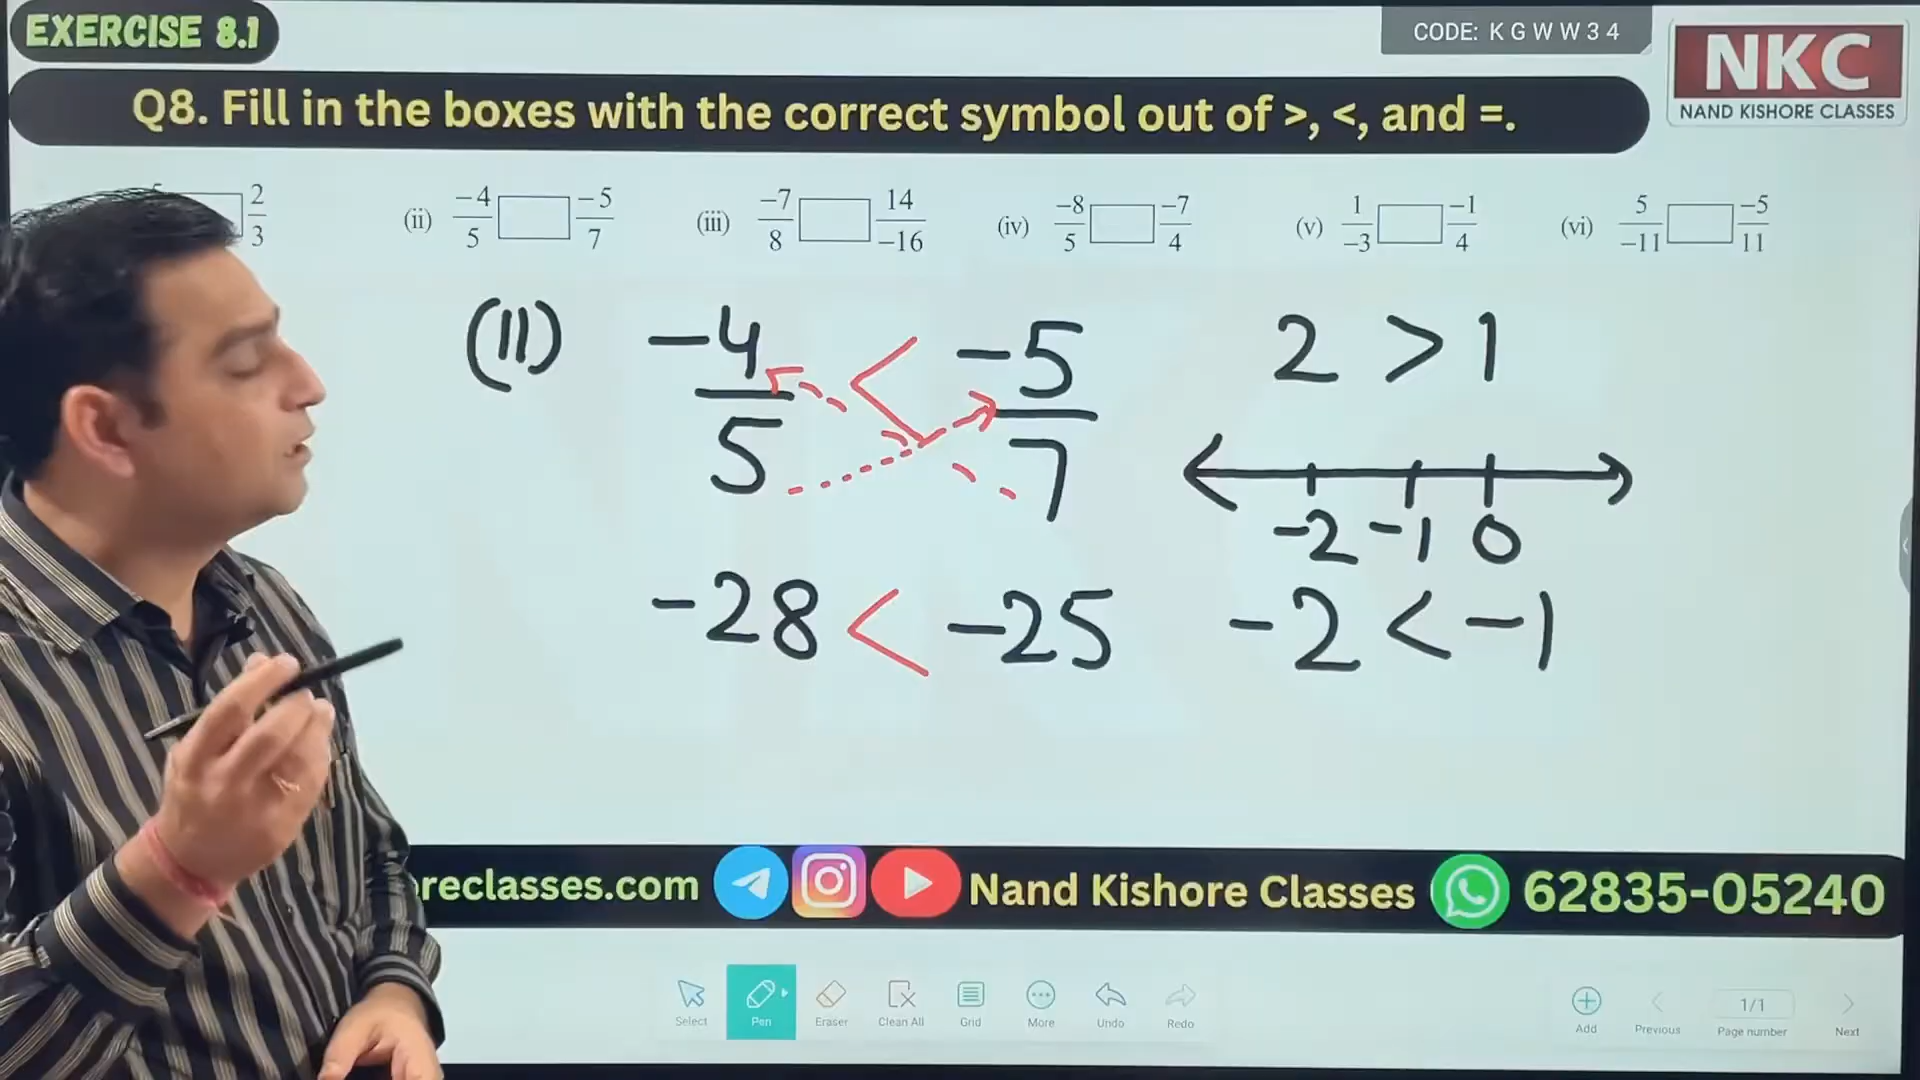 EXERCISE 8.1
CODE: K G W W 3 4
NKC
NAND KISHORE CLASSES
Q8. Fill in the boxes with the correct symbol out of >, <, and =.
2/3
(ii) -4/5 □ -5/7
(iii) -7/8 □ 14/-16
(iv) -8/5 □ -7/4
(v) 1/-3 □ -1/4
(vi) 5/-11 □ -5/11
(II) -4/5 < -5/7
2 > 1
-2 -1 0
-28 < -25
-2 < -1
reclasses.com
Nand Kishore Classes
62835-05240
Select
Pen
Eraser
Clean All
Grid
More
Undo
Redo
Add
Previous
1/1
Page number
Next